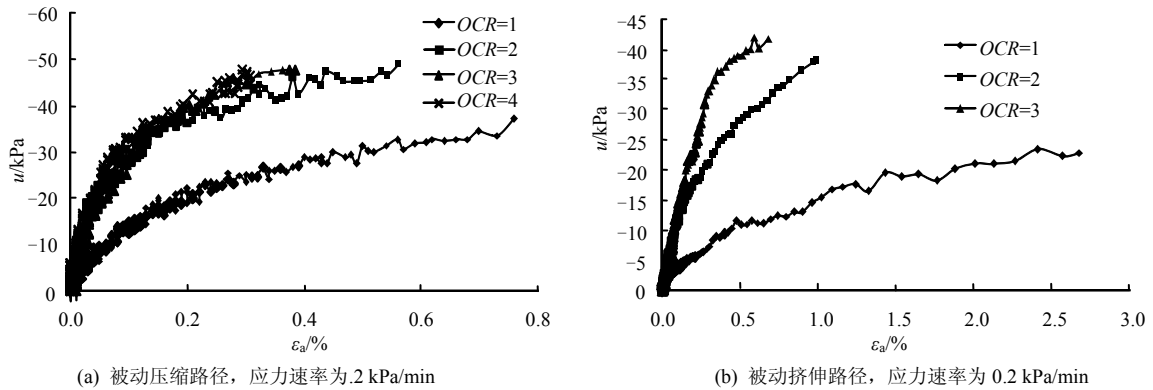 −60
−50
−40
−30
−20
−10
0
u/kPa
OCR=1
OCR=2
OCR=3
OCR=4
0.0 0.2 0.4 0.6 0.8
εa/%
(a) 被动压缩路径，应力速率为.2 kPa/min
−45
−40
−35
−30
−25
−20
−15
−10
−5
0
u/kPa
OCR=1
OCR=2
OCR=3
0.0 0.5 1.0 1.5 2.0 2.5 3.0
εa/%
(b) 被动挤伸路径，应力速率为 0.2 kPa/min